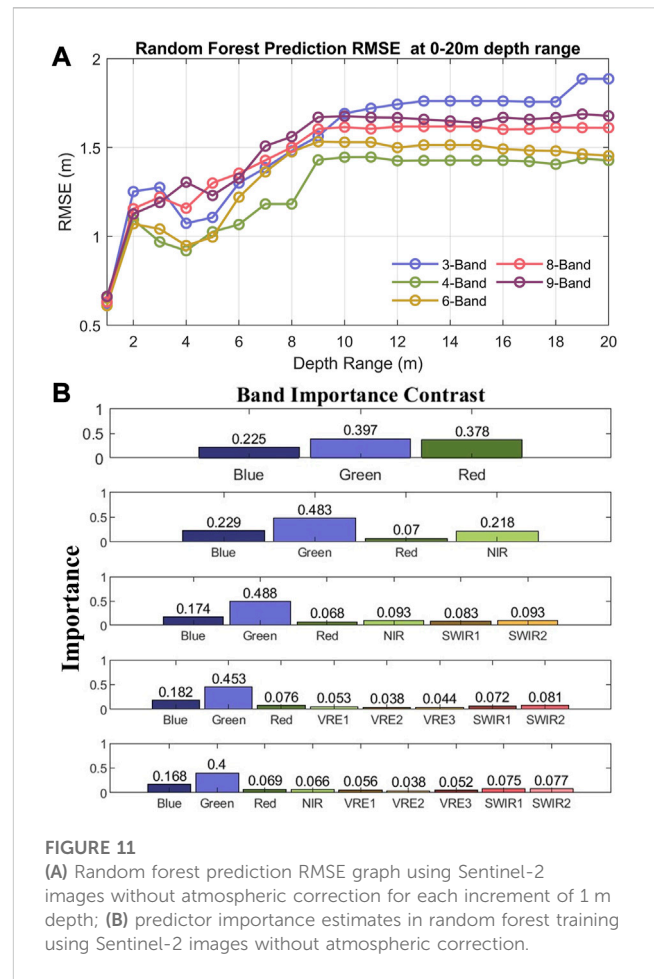 A
Random Forest Prediction RMSE at 0-20m depth range
2
1.5
1
0.5
RMSE (m)
3-Band 8-Band
4-Band 9-Band
6-Band
2 4 6 8 10 12 14 16 18 20
Depth Range (m)
B
Band Importance Contrast
Importance
1
0.5
0
0.225 0.397 0.378
Blue Green Red
1
0.5
0
0.229 0.483 0.07 0.218
Blue Green Red NIR
1
0.5
0
0.174 0.488 0.068 0.093 0.083 0.093
Blue Green Red NIR SWIR1 SWIR2
1
0.5
0
0.182 0.453 0.076 0.053 0.038 0.044 0.072 0.081
Blue Green Red VRE1 VRE2 VRE3 SWIR1 SWIR2
1
0.5
0
0.168 0.4 0.069 0.066 0.056 0.038 0.052 0.075 0.077
Blue Green Red NIR VRE1 VRE2 VRE3 SWIR1 SWIR2
FIGURE 11
(A) Random forest prediction RMSE graph using Sentinel-2
images without atmospheric correction for each increment of 1 m
depth; (B) predictor importance estimates in random forest training
using Sentinel-2 images without atmospheric correction.